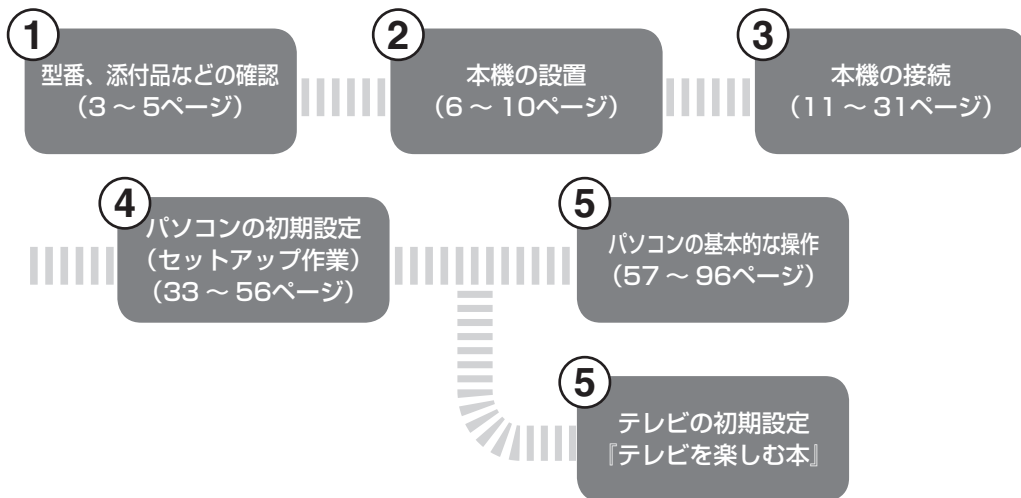 1
型番、添付品などの確認
（3 ～ 5ページ）
2
本機の設置
（6 ～ 10ページ）
3
本機の接続
（11 ～ 31ページ）
4
パソコンの初期設定
（セットアップ作業）
（33 ～ 56ページ）
5
パソコンの基本的な操作
（57 ～ 96ページ）
5
テレビの初期設定
『テレビを楽しむ本』